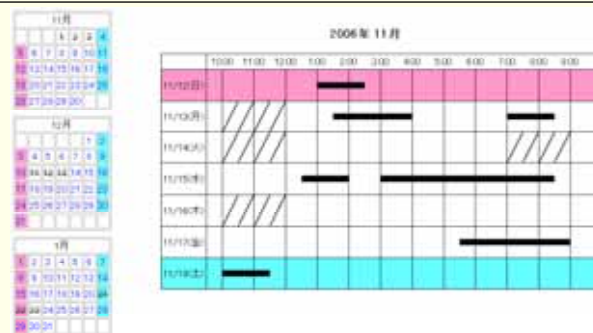 11月
1 2 3 4
5 6 7 8 9 10 11
12 13 14 15 16 17 18
19 20 21 22 23 24 25
26 27 28 29 30
12月
1 2
3 4 5 6 7 8 9
10 11 12 13 14 15 16
17 18 19 20 21 22 23
24 25 26 27 28 29 30
31
1月
1 2 3 4 5 6 7
8 9 10 11 12 13 14
15 16 17 18 19 20 21
22 23 24 25 26 27 28
29 30 31
2006年 11月
10:00 11:00 12:00 1:00 2:00 3:00 4:00 5:00 6:00 7:00 8:00 9:00
11/12(日)
11/13(月)
11/14(火)
11/15(水)
11/16(木)
11/17(金)
11/18(土)